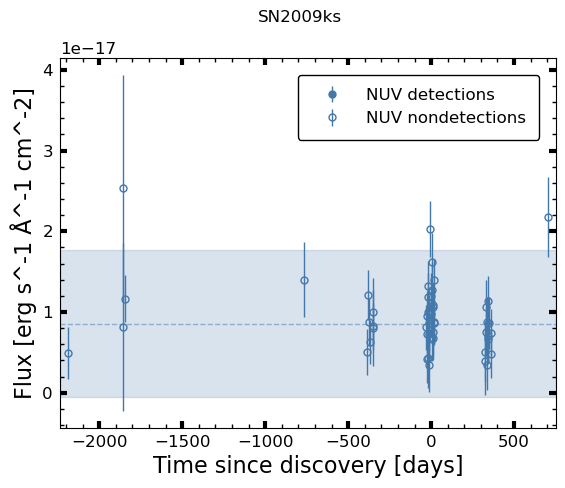 SN2009ks
1e−17
4
3
2
1
0
Flux [erg s^-1 Å^-1 cm^-2]
NUV detections
NUV nondetections
−2000 −1500 −1000 −500 0 500
Time since discovery [days]